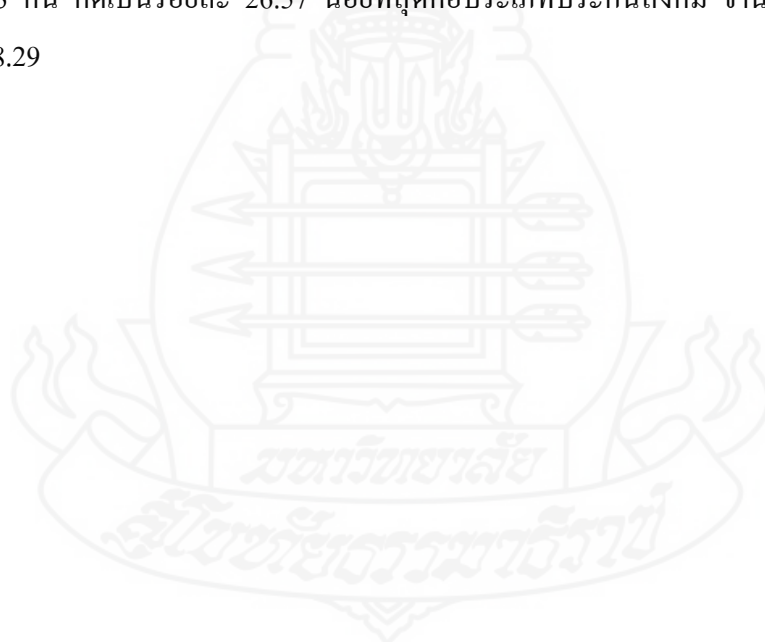 3 คน คิดเป็นร้อยละ 26.57 น้อยที่สุดคือประเภทประกันสังคม จำน
8.29
มหาวิทยาลัย
สุโขทัยธรรมาธิราช